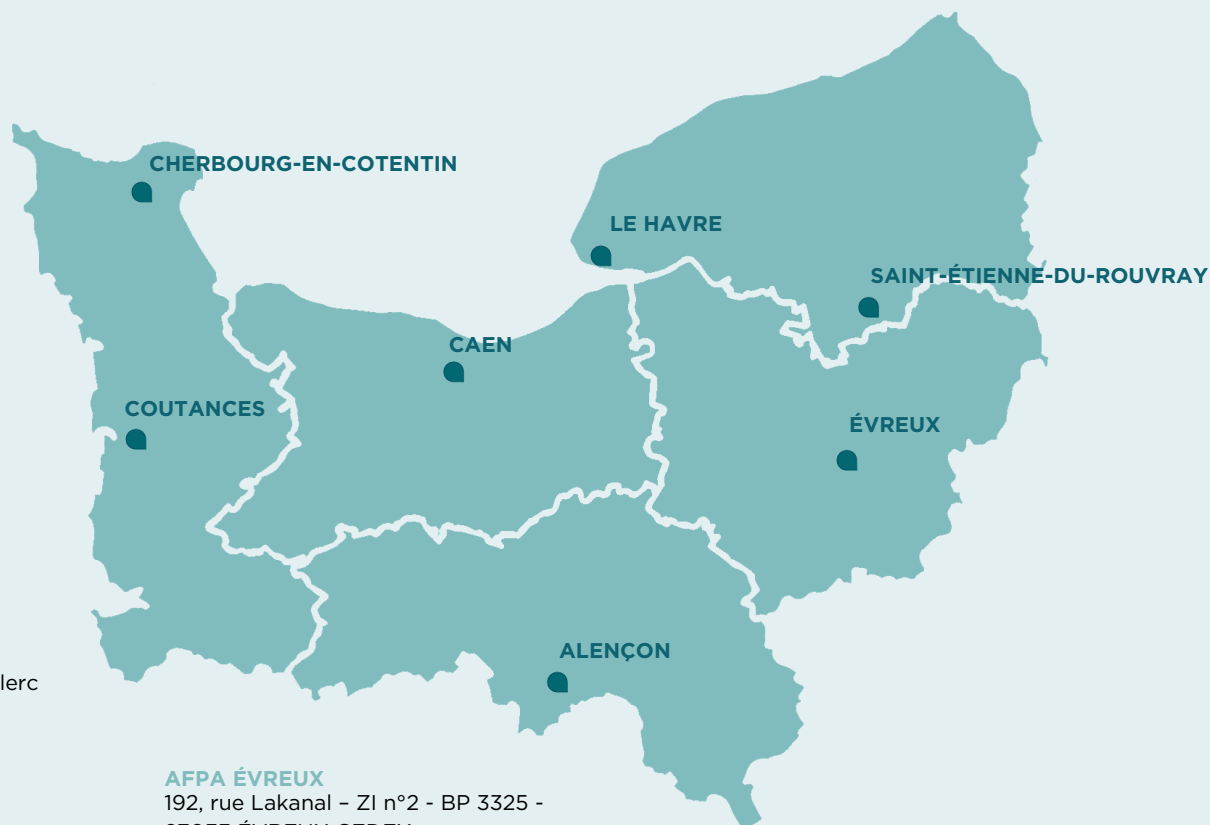 CHERBOURG-EN-COTENTIN
LE HAVRE
SAINT-ÉTIENNE-DU-ROUVRAY
CAEN
COUTANCES
ÉVREUX
ALENÇON
lerc
AFPA ÉVREUX
192, rue Lakanal – ZI n°2 - BP 3325 -